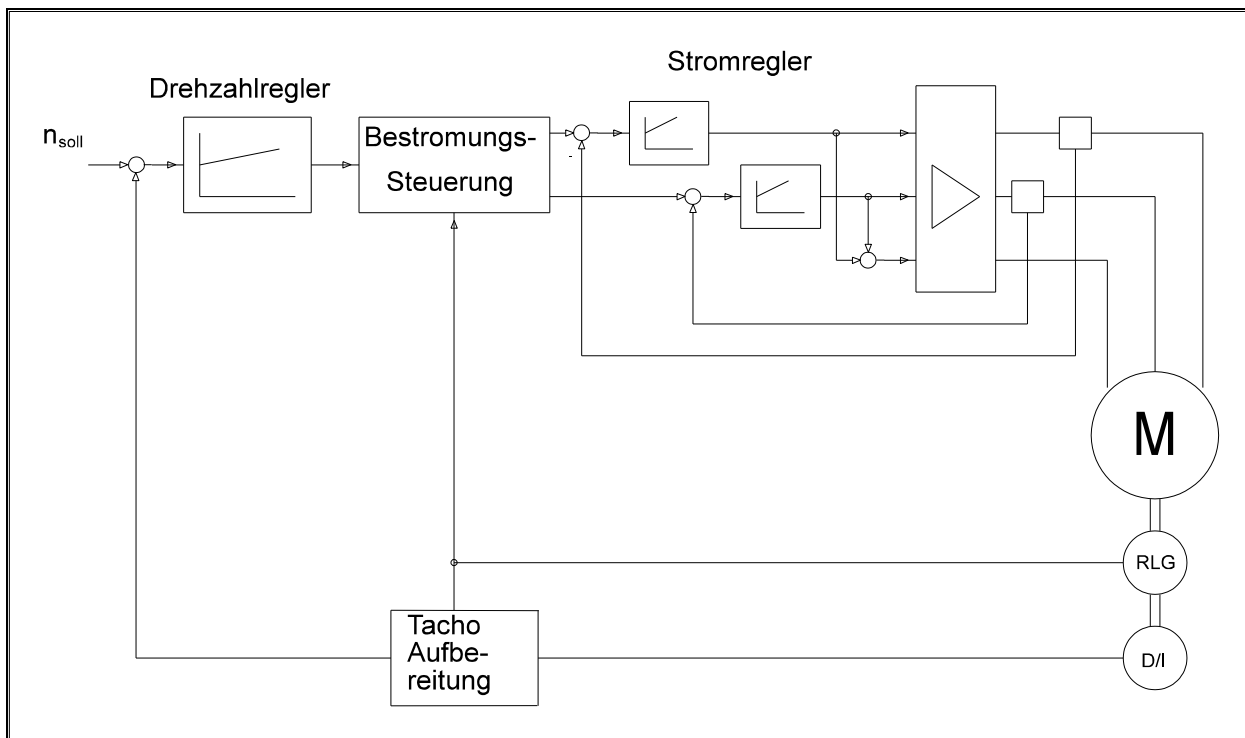 Stromregler
Drehzahlregler
n_soll
Bestromungs-
Steuerung
-
M
RLG
Tacho
Aufbe-
reitung
D/I